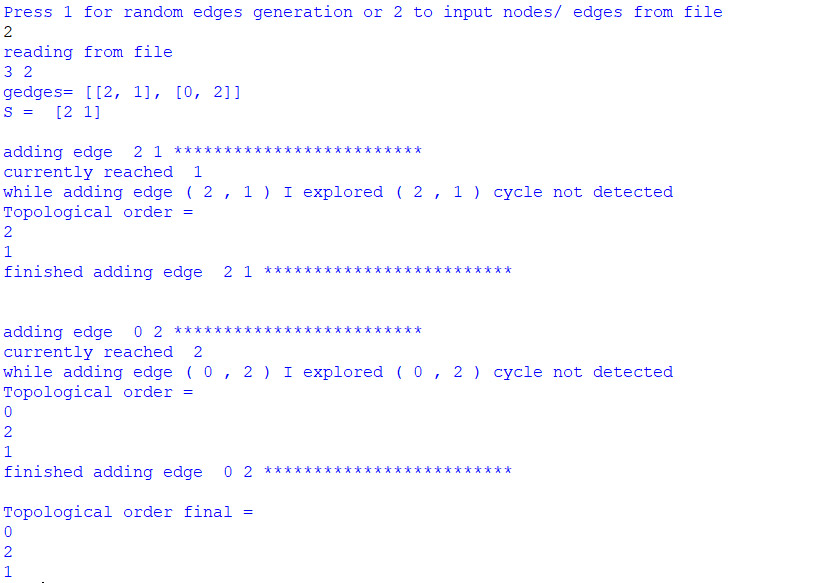 Press 1 for random edges generation or 2 to input nodes/ edges from file
2
reading from file
3 2
gedges= [[2, 1], [0, 2]]
S =  [2 1]
adding edge  2 1 *************************
currently reached  1
while adding edge ( 2 , 1 ) I explored ( 2 , 1 ) cycle not detected
Topological order =
2
1
finished adding edge  2 1 *************************
adding edge  0 2 *************************
currently reached  2
while adding edge ( 0 , 2 ) I explored ( 0 , 2 ) cycle not detected
Topological order =
0
2
1
finished adding edge  0 2 *************************
Topological order final =
0
2
1